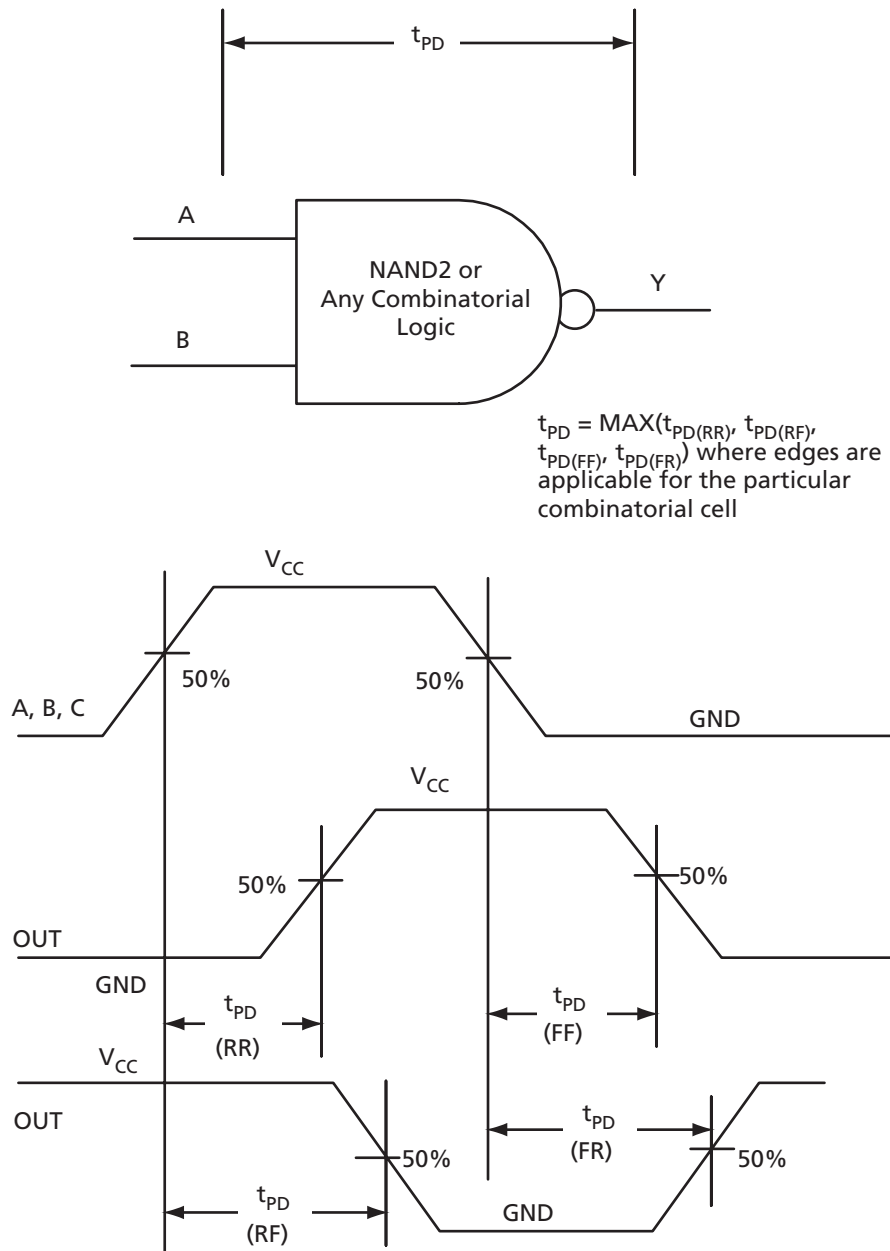 tPD
A
NAND2 or
Any Combinatorial
Logic
Y
B
tPD = MAX(tPD(RR), tPD(RF),
tPD(FF), tPD(FR)) where edges are
applicable for the particular
combinatorial cell
VCC
50%
50%
A, B, C
GND
VCC
50%
50%
OUT
GND
tPD
(RR)
tPD
(FF)
VCC
OUT
tPD
(FR)
50%
50%
tPD
(RF)
GND